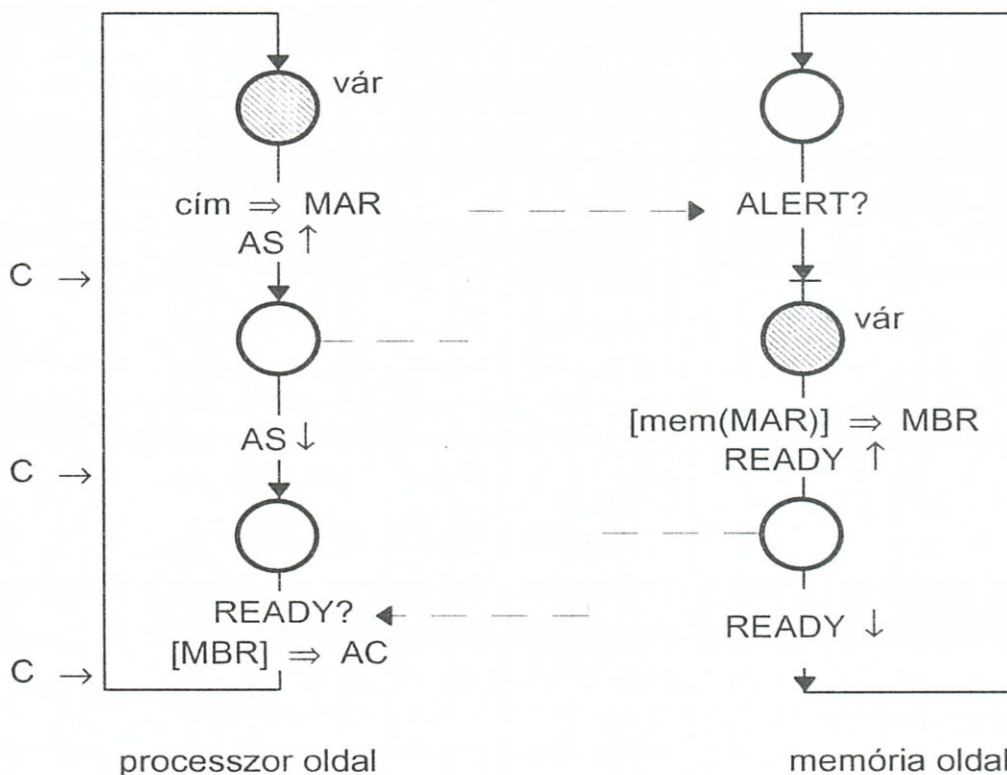 vár
cím ⇒ MAR
AS ↑
C →
AS ↓
C →
READY?
[MBR] ⇒ AC
C →
processzor oldal
ALERT?
vár
[mem(MAR)] ⇒ MBR
READY ↑
READY ↓
memória oldal